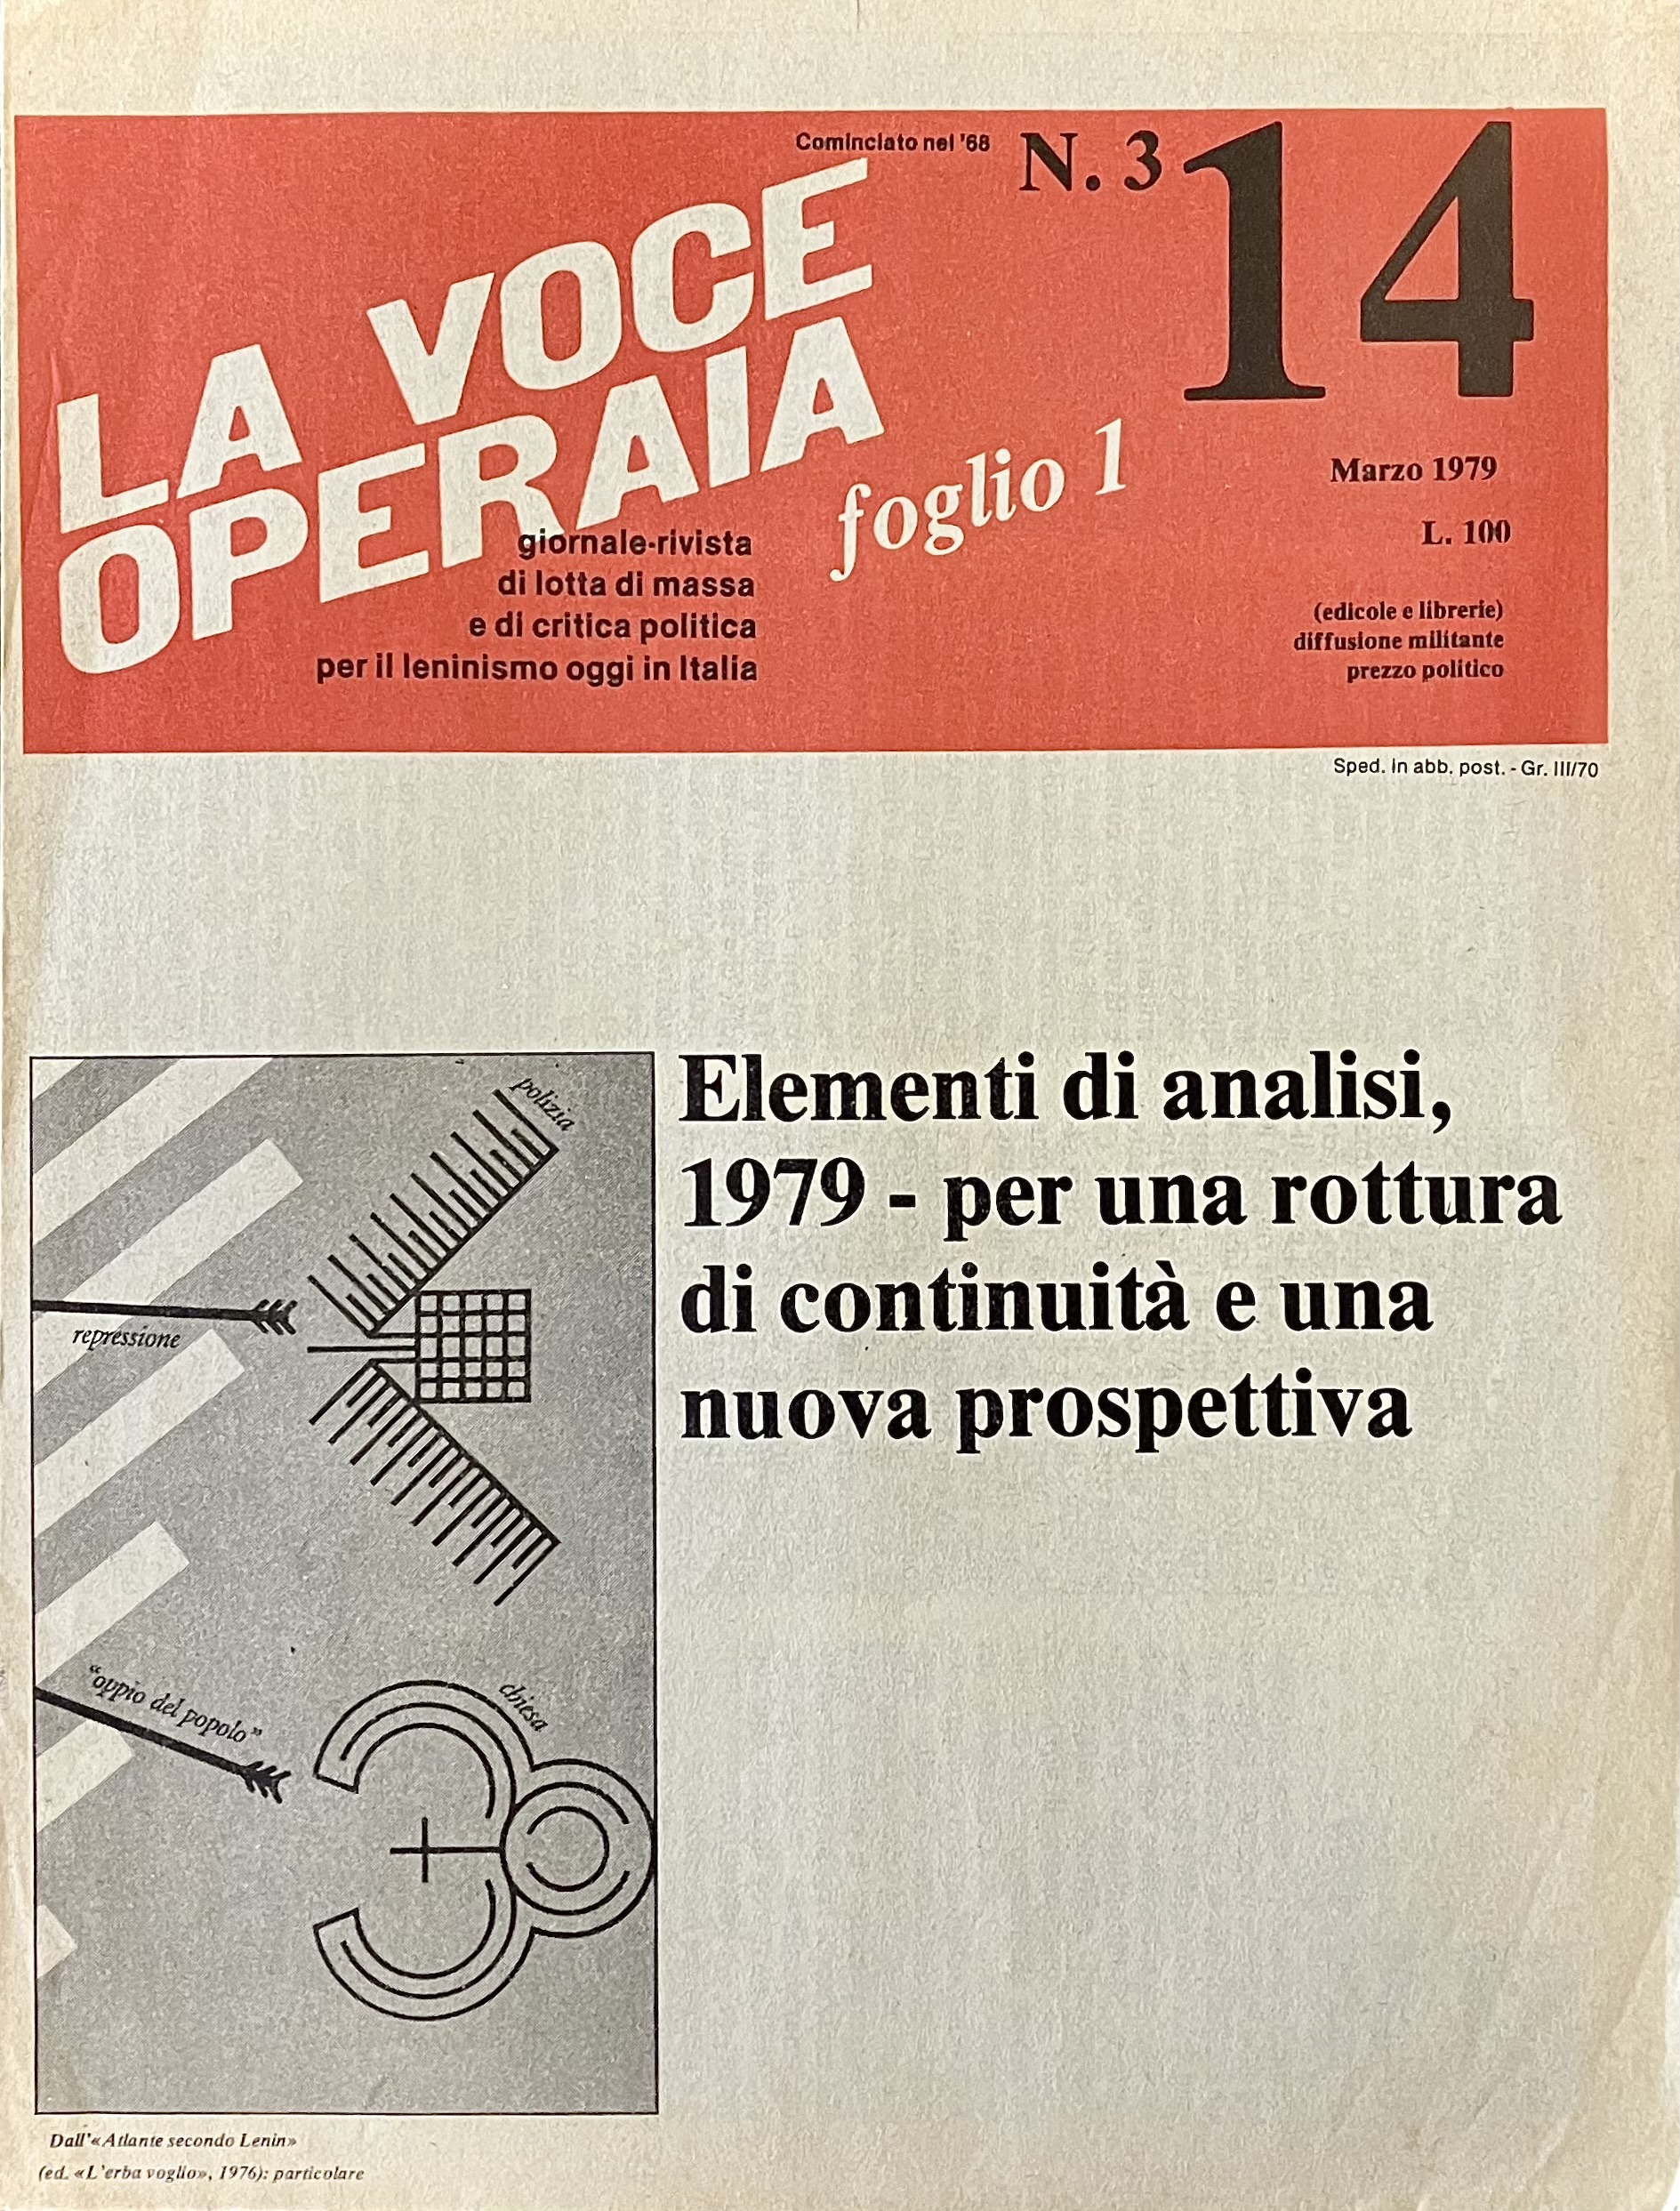 Cominciato nel '68
N. 314
LA VOCE
OPERAIA
foglio 1
giornale-rivista
di lotta di massa
e di critica politica
per il leninismo oggi in Italia
Marzo 1979
L. 100
(edicole e librerie)
diffusione militante
prezzo politico
Sped. in abb. post. - Gr. III/70
Elementi di analisi,
1979 - per una rottura
di continuità e una
nuova prospettiva
polizia
repressione
"oppio del popolo"
chiesa
Dall'«Atlante secondo Lenin»
(ed. «L'erba voglio», 1976): particolare